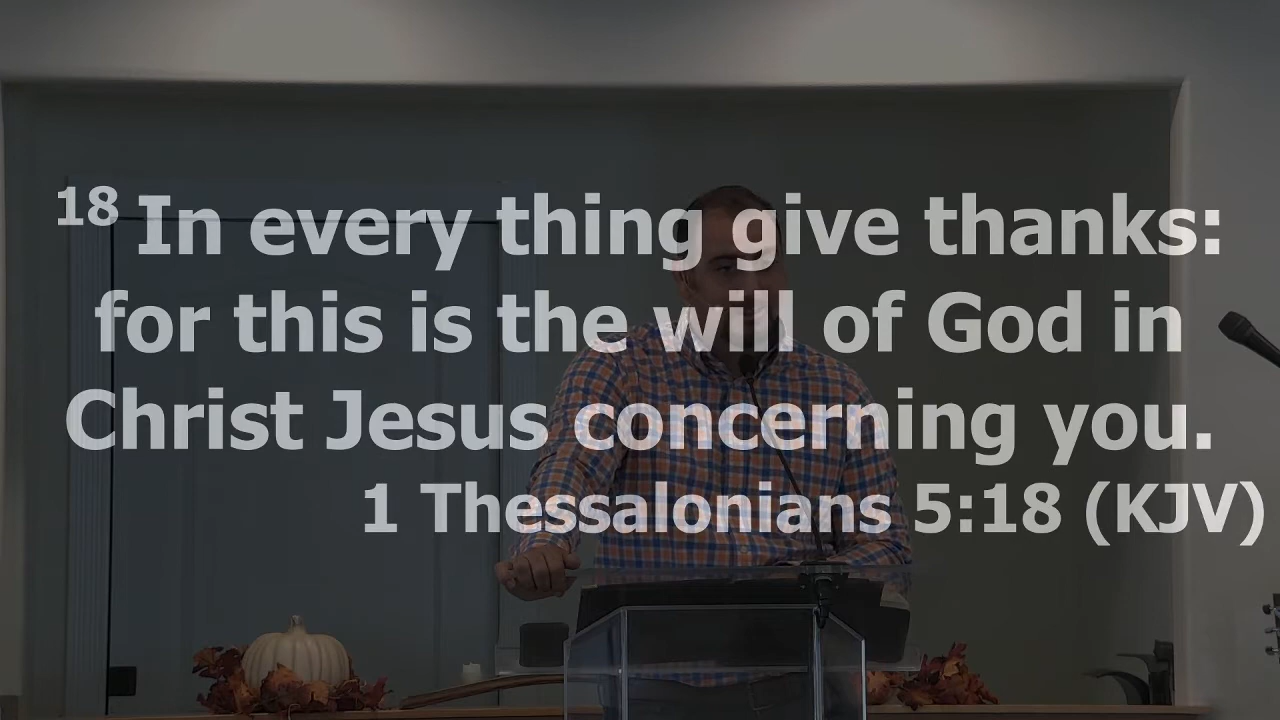 18 In every thing give thanks:
for this is the will of God in
Christ Jesus concerning you.
1 Thessalonians 5:18 (KJV)